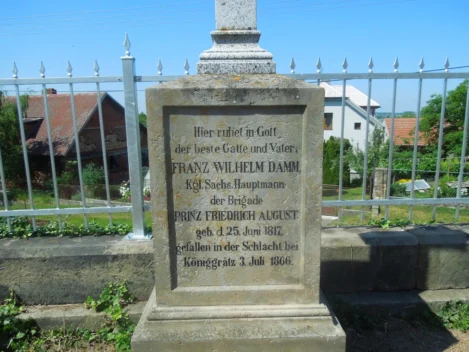 Hier ruhet in Gott
der beste Gatte und Vater,
FRANZ WILHELM DAMM,
Kgl. Sächs. Hauptmann
der Brigade
PRINZ FRIEDRICH AUGUST
geb. d. 25. Juni 1817.
gefallen in der Schlacht bei
Königgrätz 3. Juli 1866.